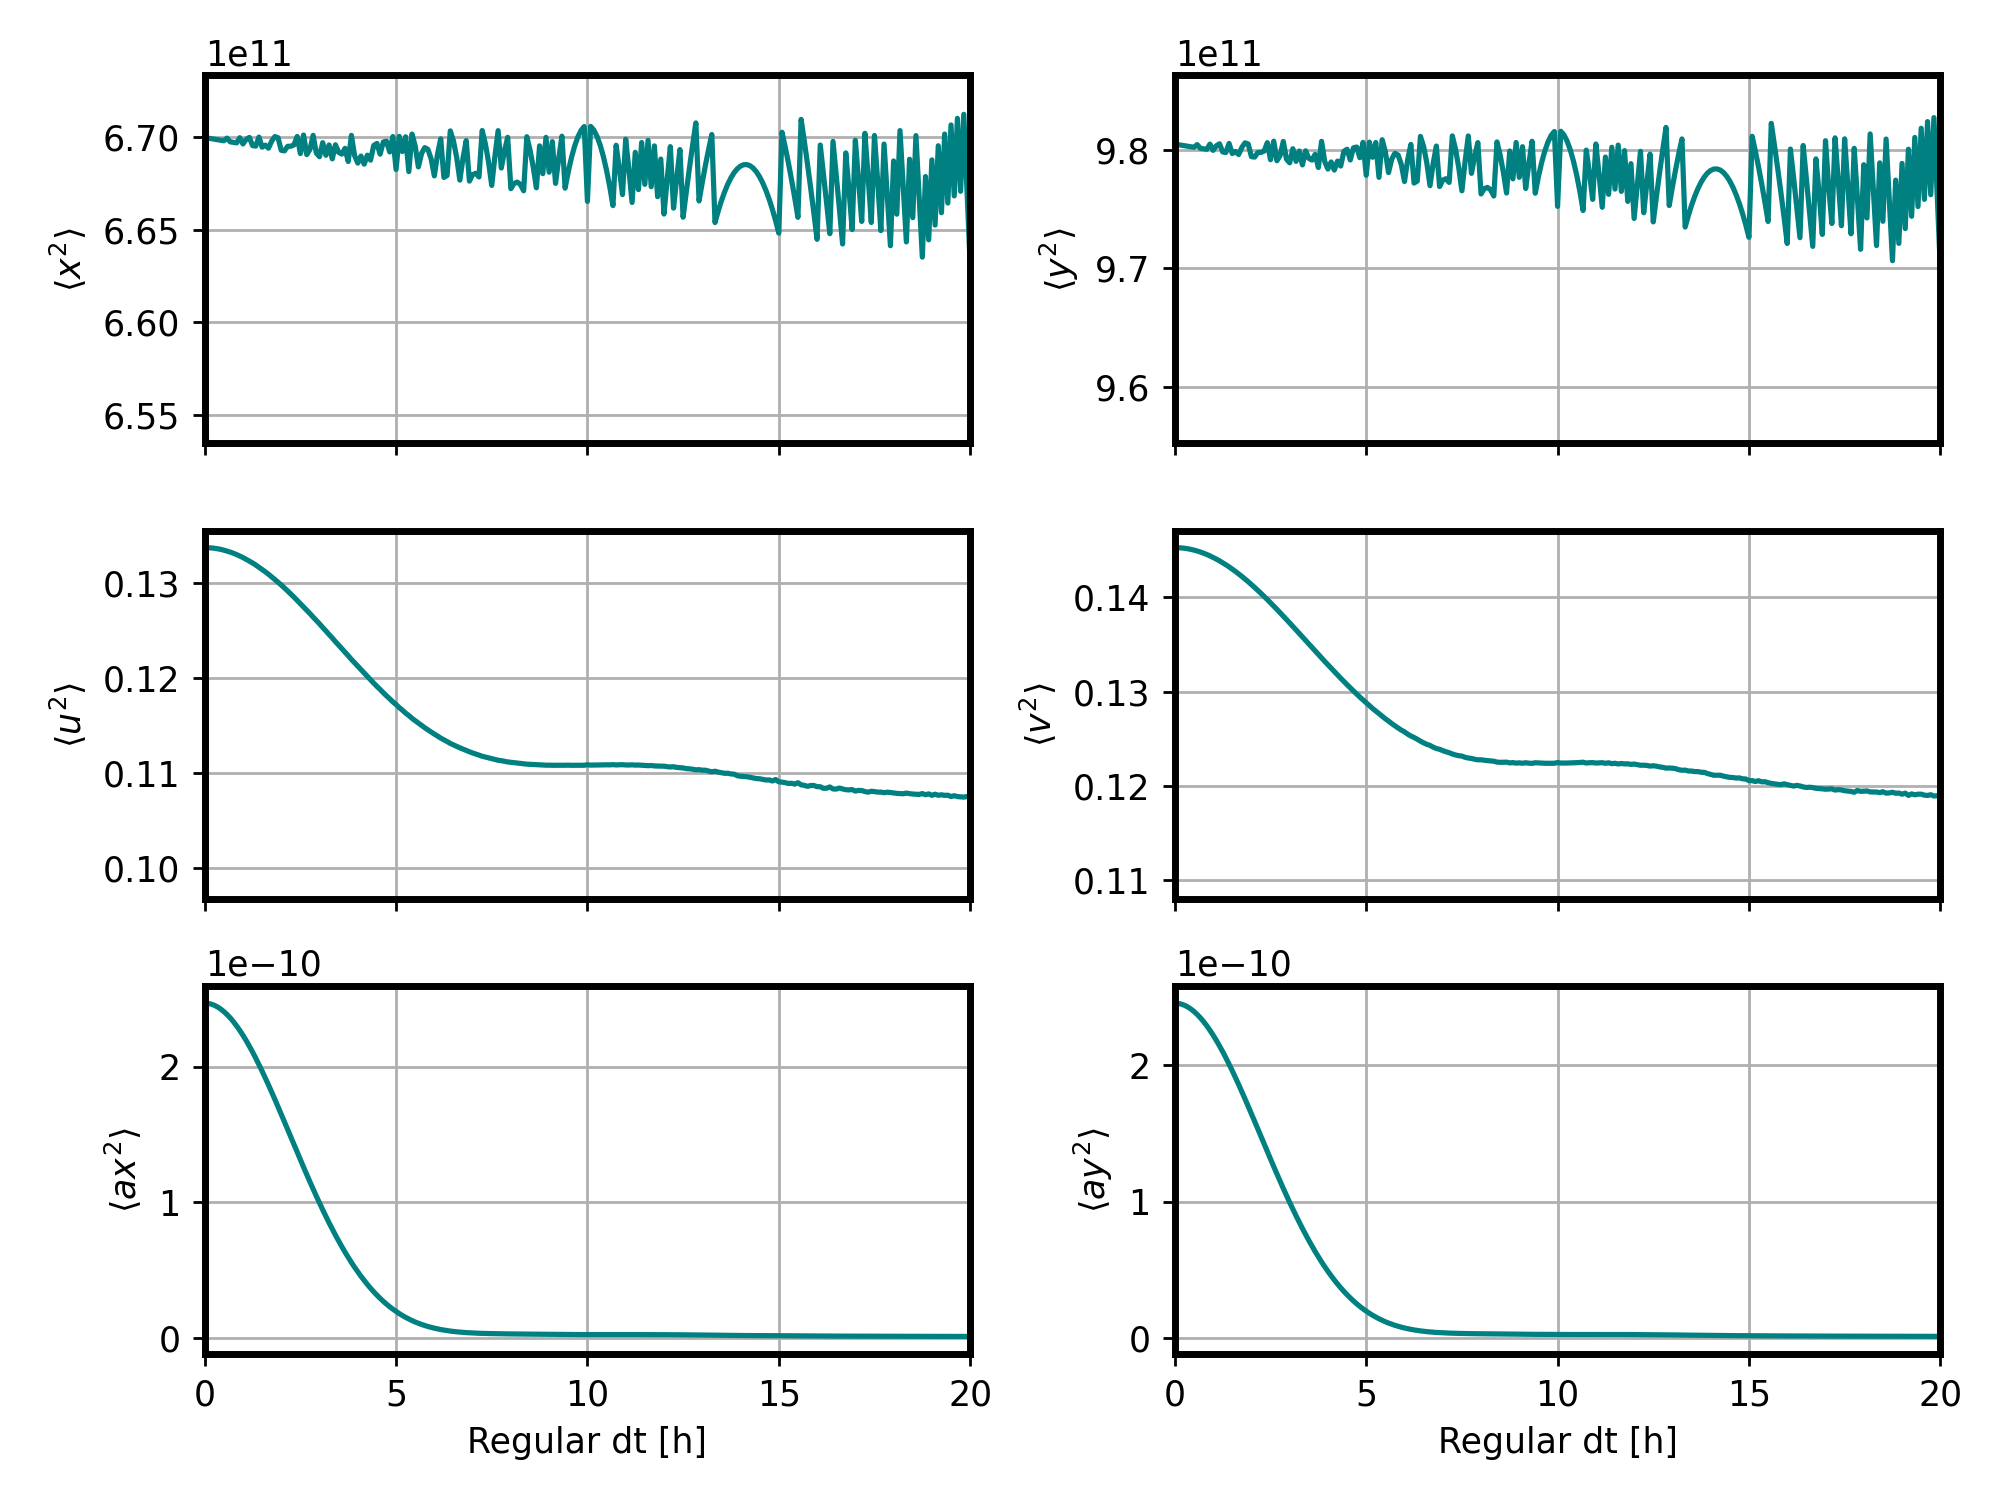 1e11
6.70
6.65
6.60
6.55
⟨x²⟩
1e11
9.8
9.7
9.6
⟨y²⟩
0.13
0.12
0.11
0.10
⟨u²⟩
0.14
0.13
0.12
0.11
⟨v²⟩
1e−10
2
1
0
⟨ax²⟩
0 5 10 15 20
Regular dt [h]
1e−10
2
1
0
⟨ay²⟩
0 5 10 15 20
Regular dt [h]